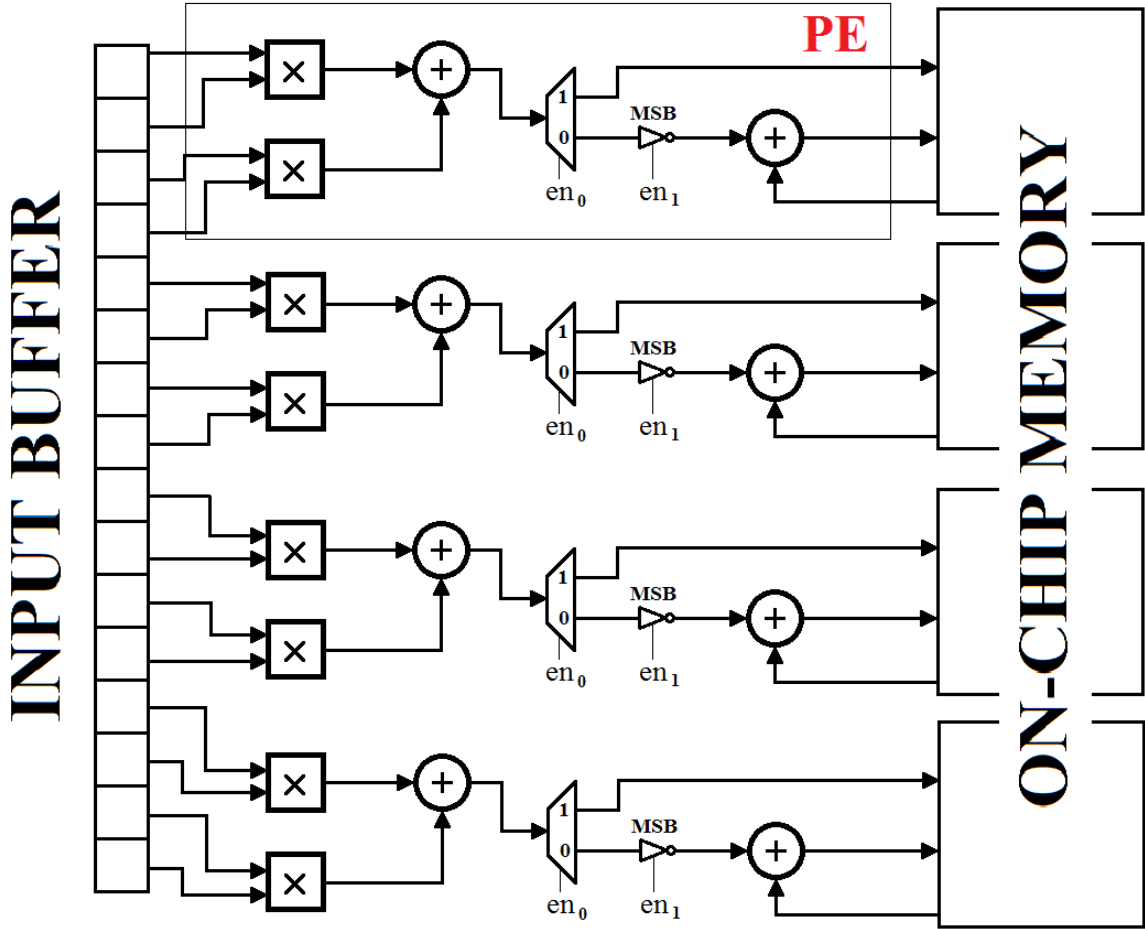 INPUT BUFFER
PE
× + 1
0 MSB +
×
en0 en1
× + 1
0 MSB +
×
en0 en1
× + 1
0 MSB +
×
en0 en1
× + 1
0 MSB +
×
en0 en1
ON-CHIP MEMORY